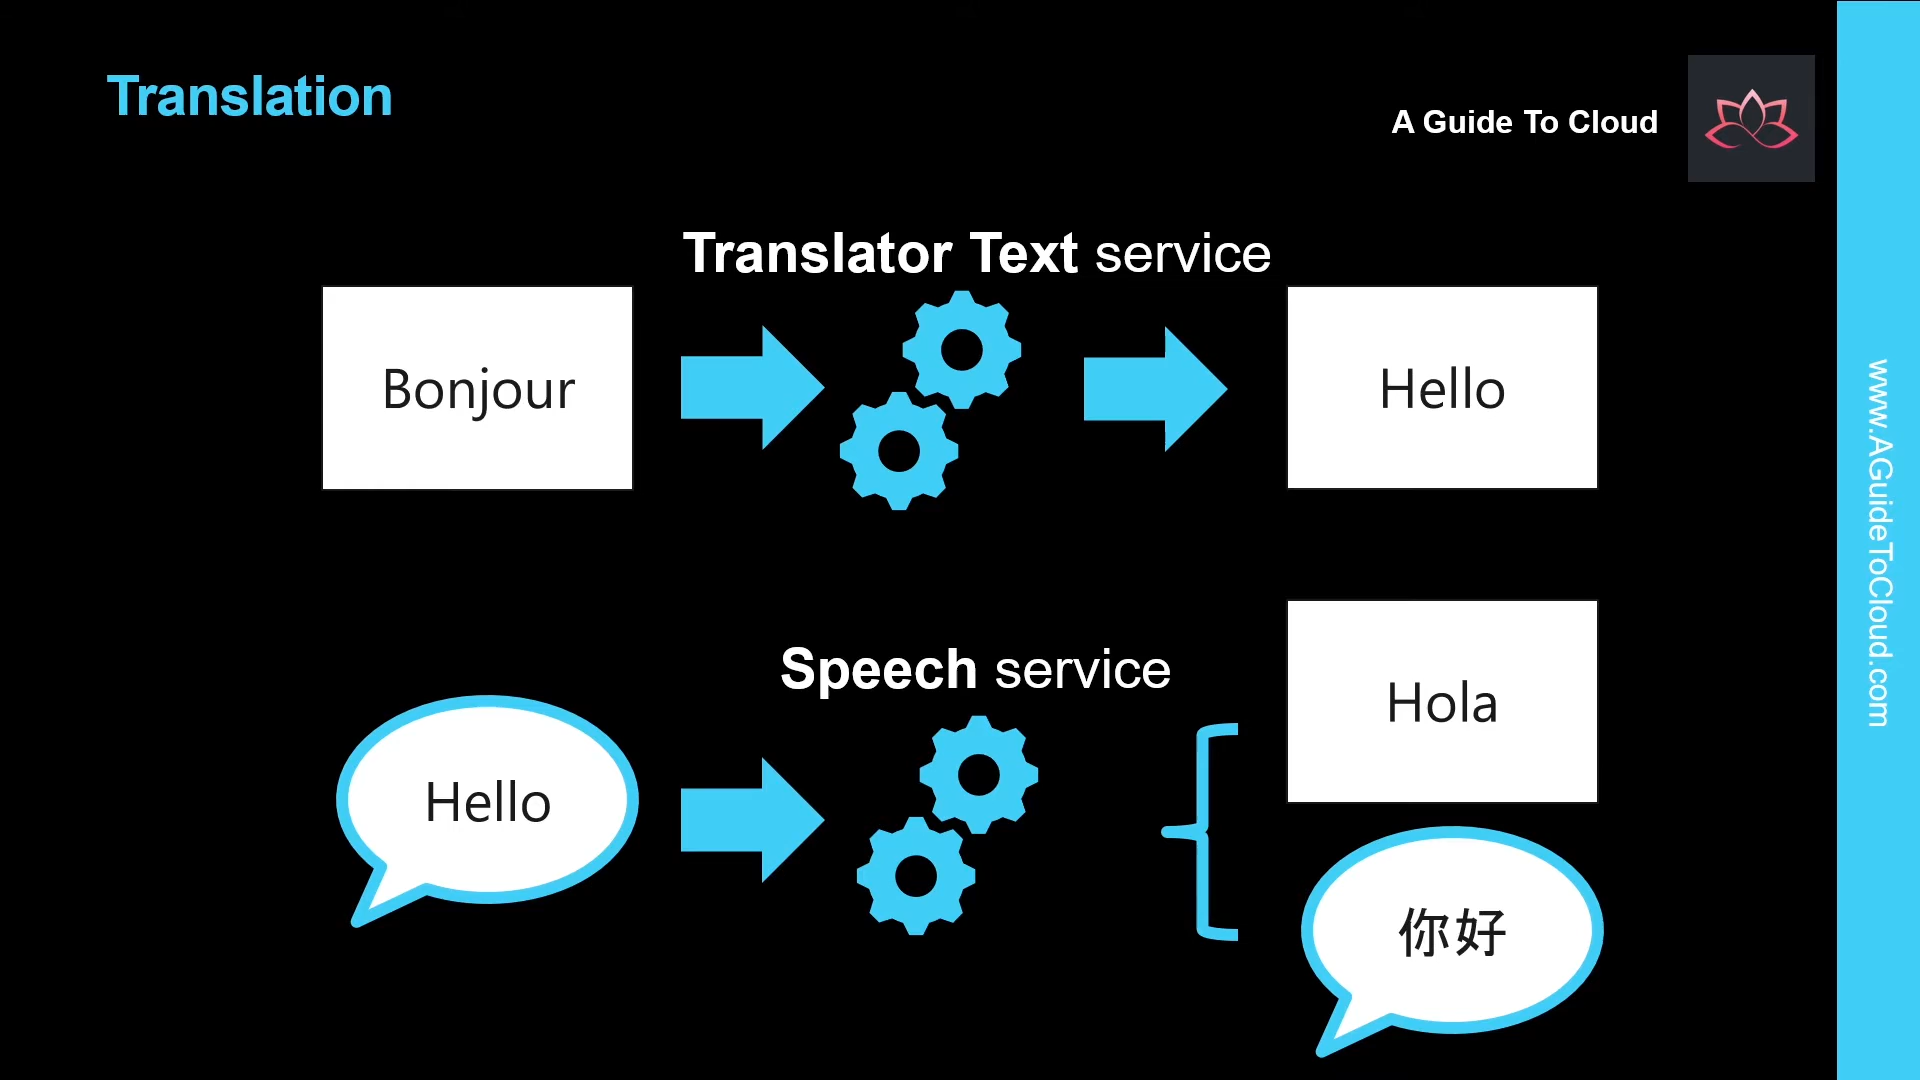 Translation
A Guide To Cloud
Translator Text service
Bonjour
Hello
Speech service
Hello
Hola
你好
www.AGuideToCloud.com